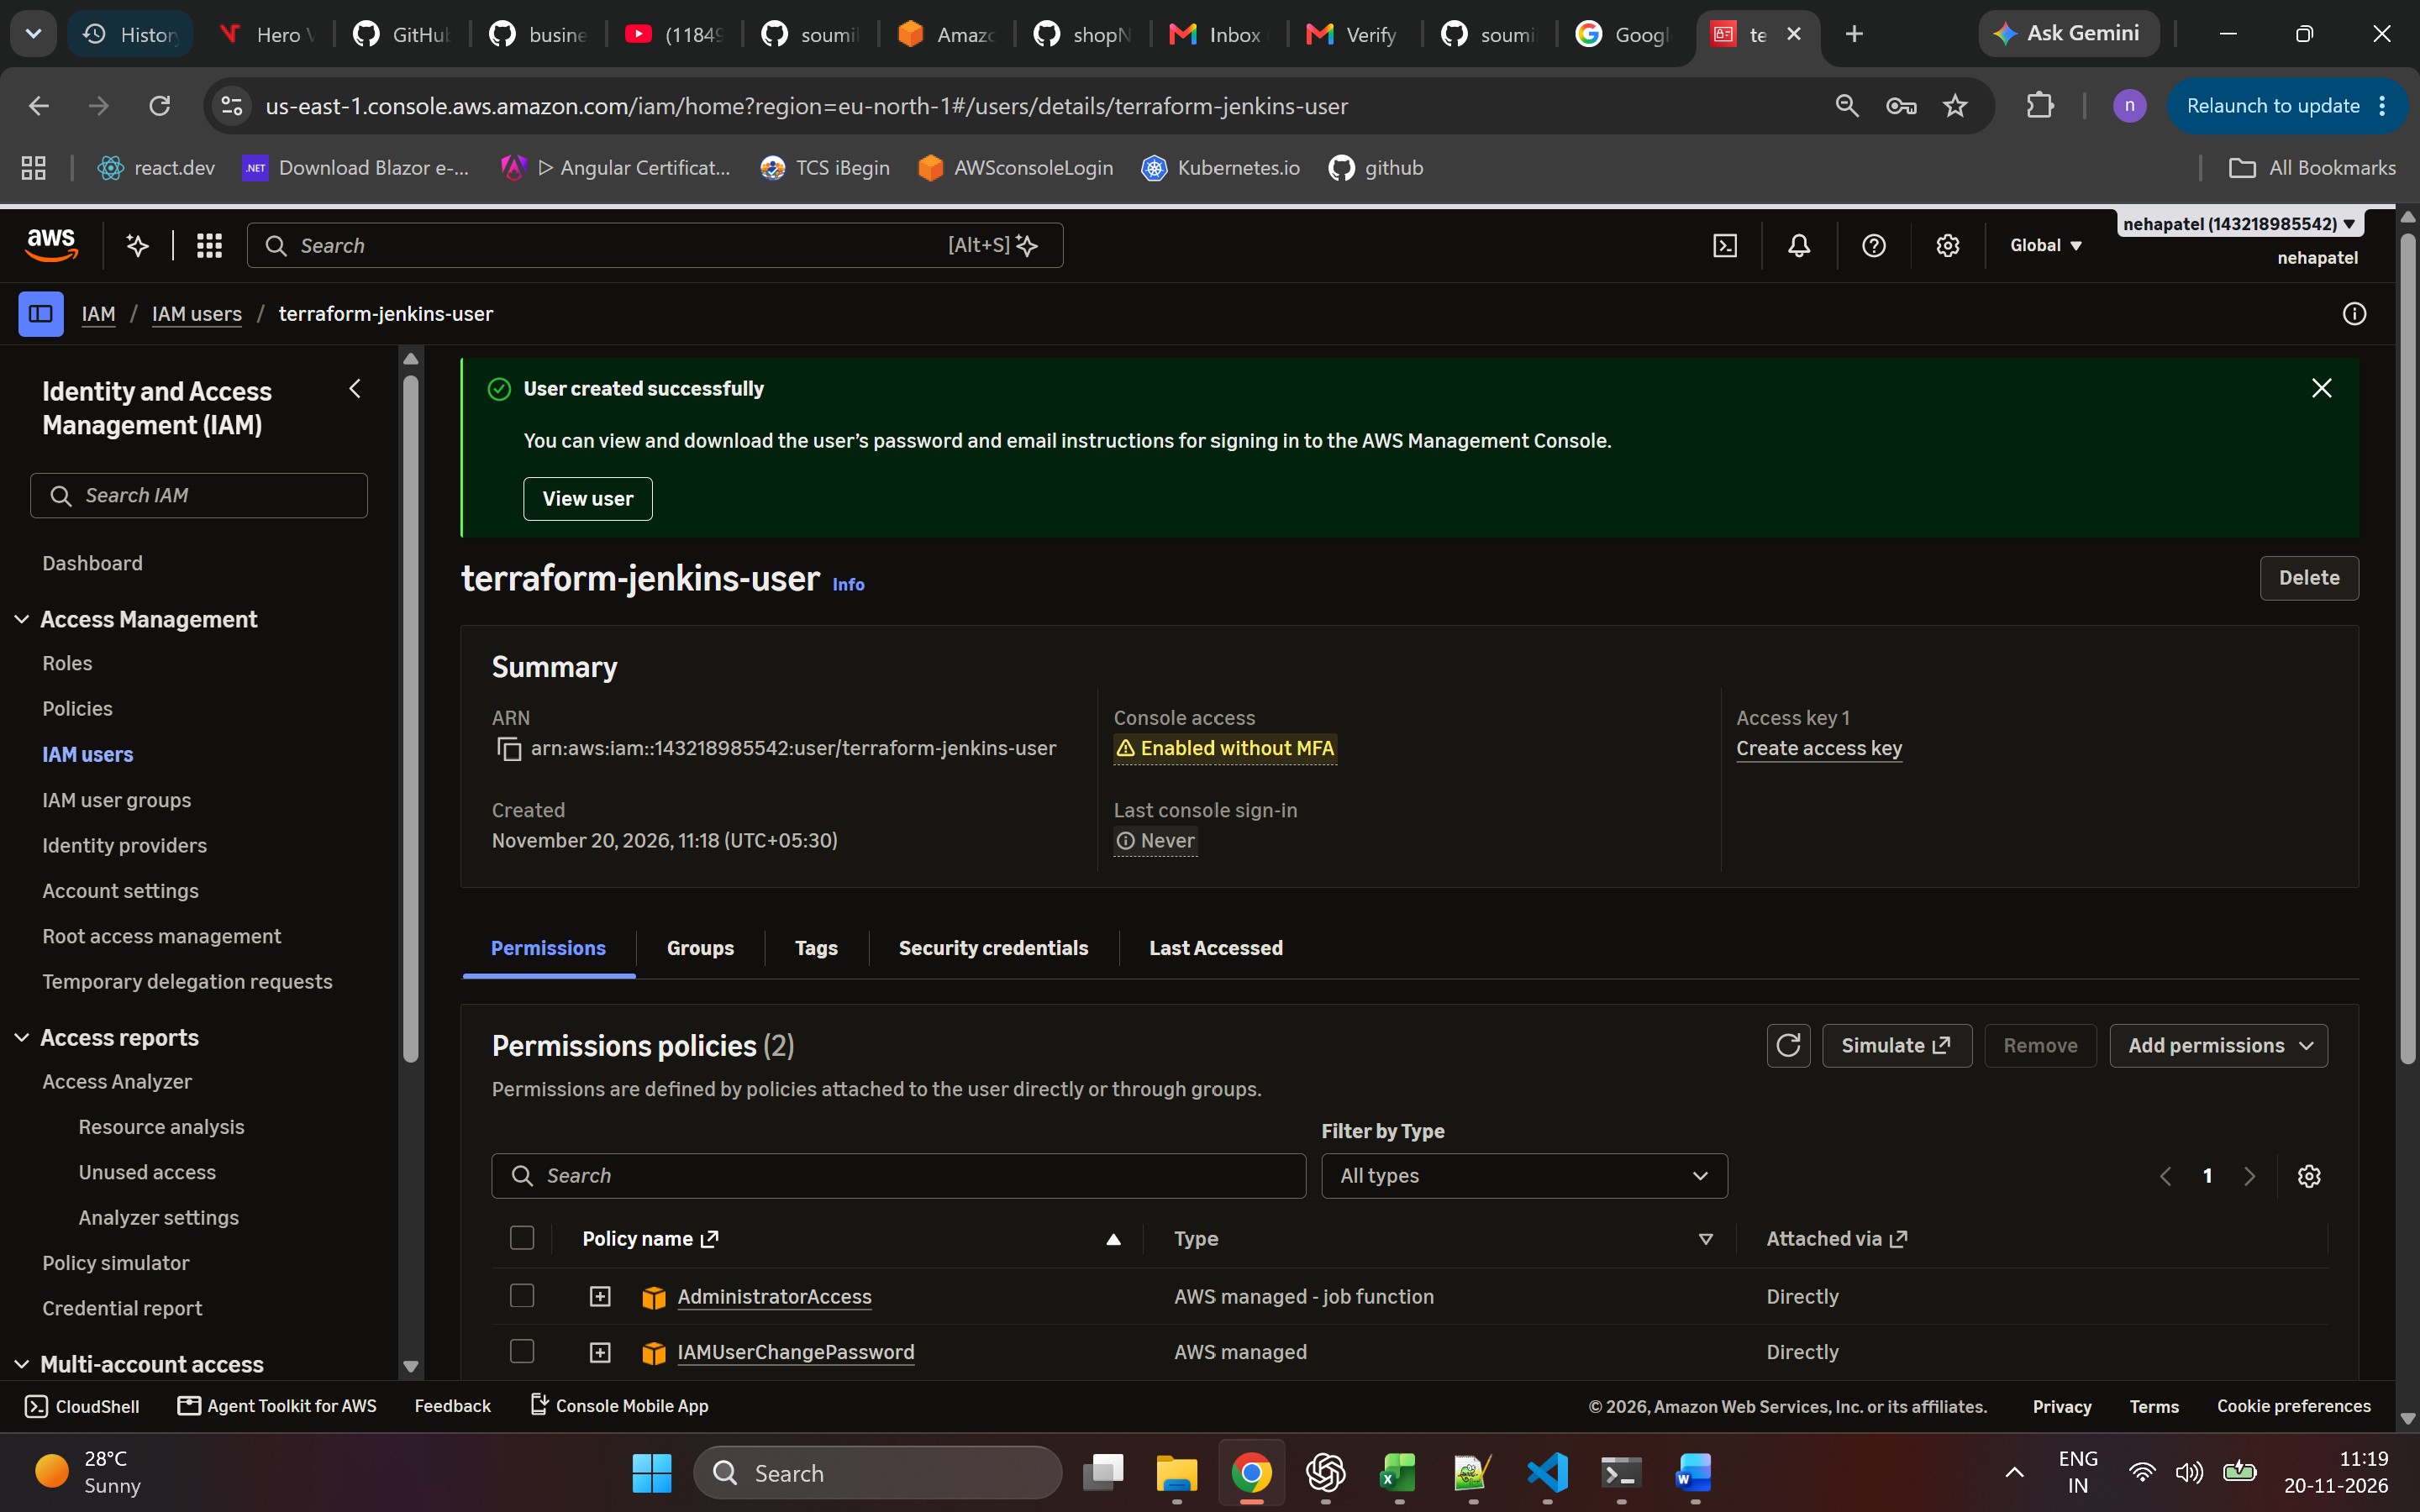 Histor
Hero V
GitHub
busine
(11849
soumil
Amazo
shopN
Inbox
Verify
soumil
Googl
te
Ask Gemini
us-east-1.console.aws.amazon.com/iam/home?region=eu-north-1#/users/details/terraform-jenkins-user
n
Relaunch to update
react.dev
.NET
Download Blazor e-...
▷ Angular Certificat...
TCS iBegin
AWSconsoleLogin
Kubernetes.io
github
All Bookmarks
aws
Search
[Alt+S]
Global
nehapatel (143218985542)
nehapatel
IAM / IAM users / terraform-jenkins-user
Identity and Access
Management (IAM)
Search IAM
Dashboard
Access Management
Roles
Policies
IAM users
IAM user groups
Identity providers
Account settings
Root access management
Temporary delegation requests
Access reports
Access Analyzer
Resource analysis
Unused access
Analyzer settings
Policy simulator
Credential report
Multi-account access
User created successfully
You can view and download the user's password and email instructions for signing in to the AWS Management Console.
View user
terraform-jenkins-user Info
Delete
Summary
ARN
arn:aws:iam::143218985542:user/terraform-jenkins-user
Created
November 20, 2026, 11:18 (UTC+05:30)
Console access
Enabled without MFA
Last console sign-in
Never
Access key 1
Create access key
Permissions
Groups
Tags
Security credentials
Last Accessed
Permissions policies (2)
Simulate
Remove
Add permissions
Permissions are defined by policies attached to the user directly or through groups.
Filter by Type
Search
All types
1
Policy name
Type
Attached via
AdministratorAccess
AWS managed - job function
Directly
IAMUserChangePassword
AWS managed
Directly
CloudShell
Agent Toolkit for AWS
Feedback
Console Mobile App
© 2026, Amazon Web Services, Inc. or its affiliates.
Privacy
Terms
Cookie preferences
28°C
Sunny
Search
ENG
IN
11:19
20-11-2026